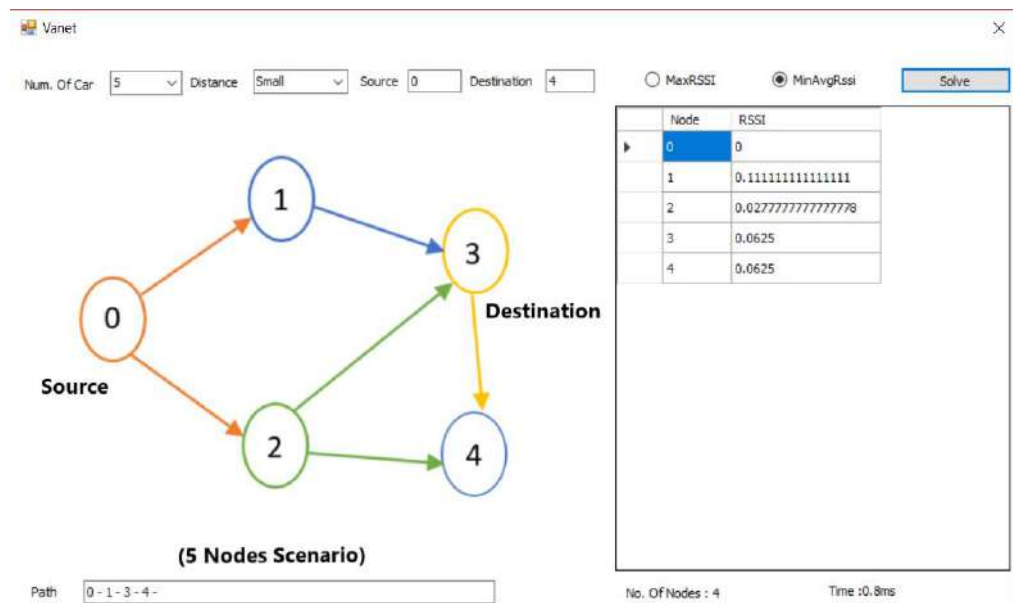 Vanet
Num. Of Car 5 Distance Small Source 0 Destination 4 MaxRSSI MinAvgRssi Solve
Node RSSI
0 0
1 0.111111111111111
2 0.0277777777777778
3 0.0625
4 0.0625
1
3
0
Destination
Source
2
4
(5 Nodes Scenario)
Path 0 - 1 - 3 - 4 -
No. Of Nodes : 4 Time :0.8ms